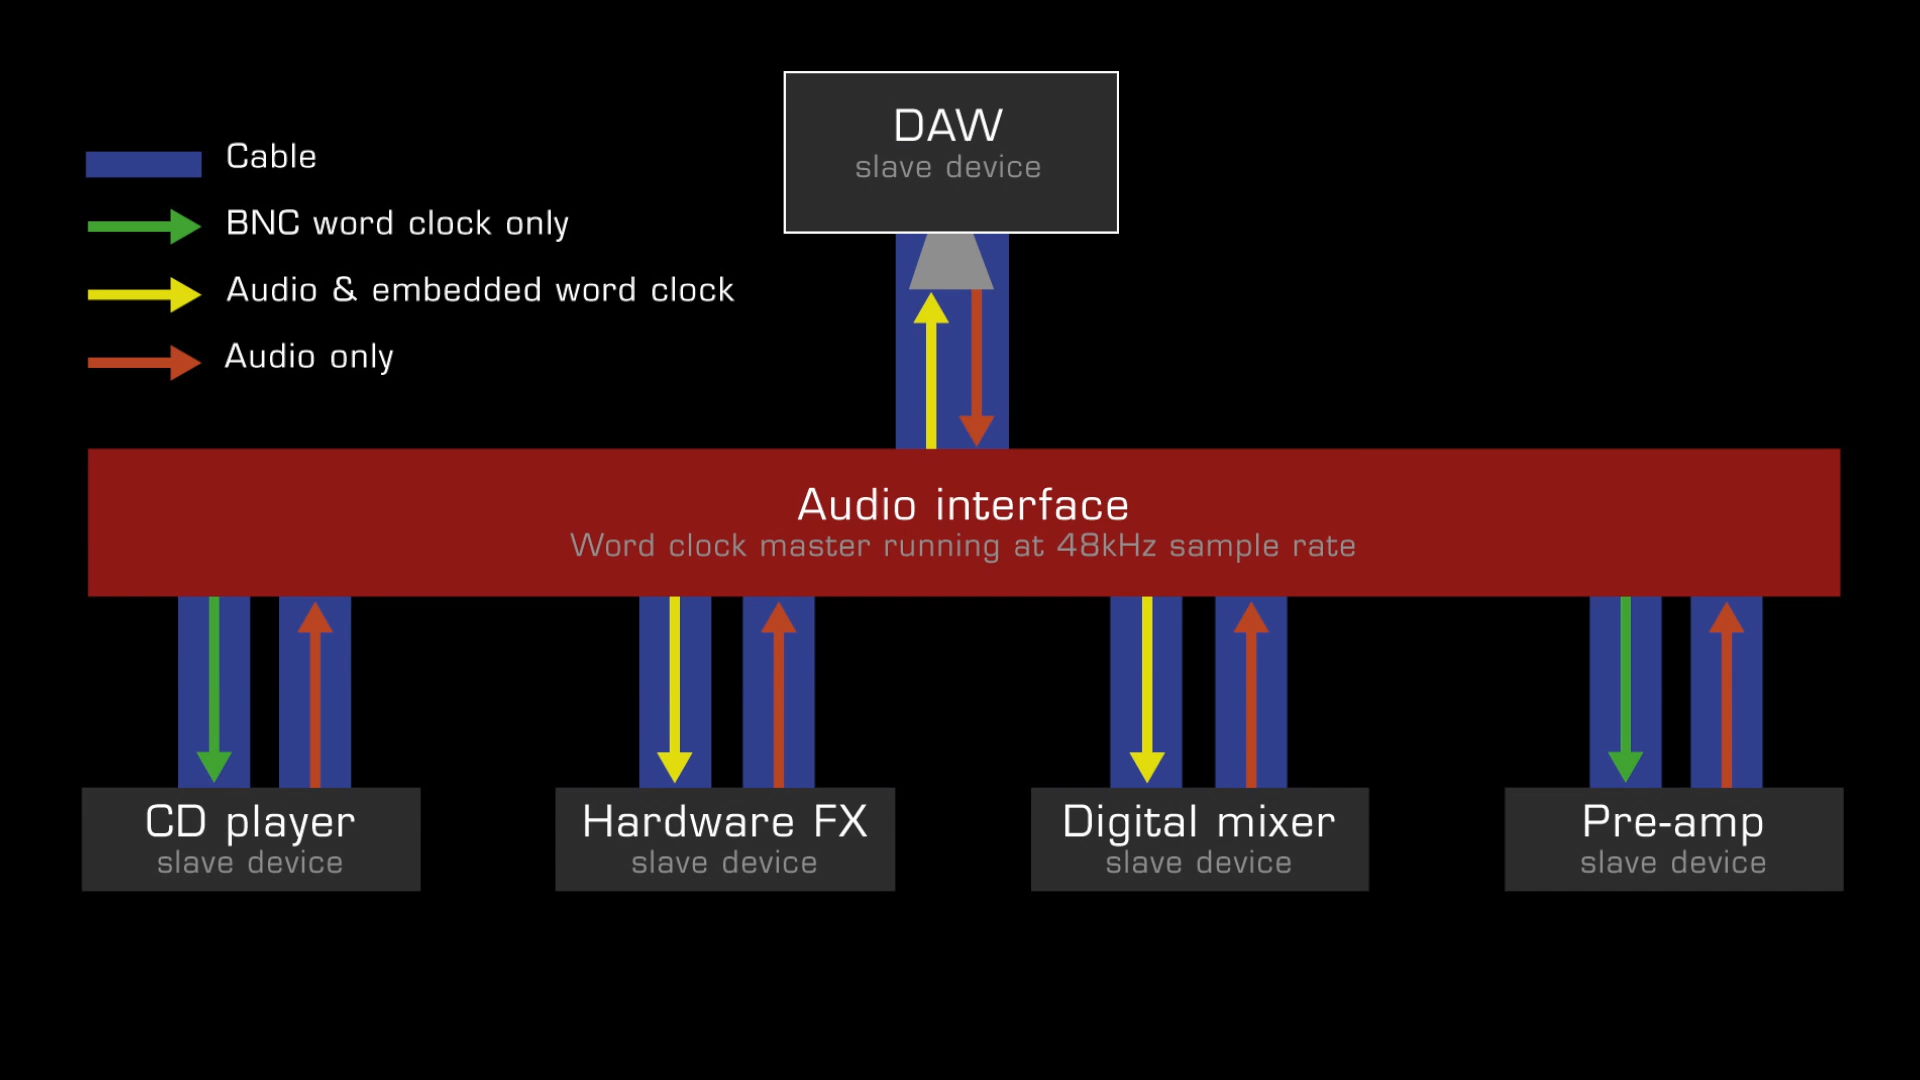 DAW
slave device
Cable
BNC word clock only
Audio & embedded word clock
Audio only
Audio interface
Word clock master running at 48kHz sample rate
CD player
slave device
Hardware FX
slave device
Digital mixer
slave device
Pre-amp
slave device